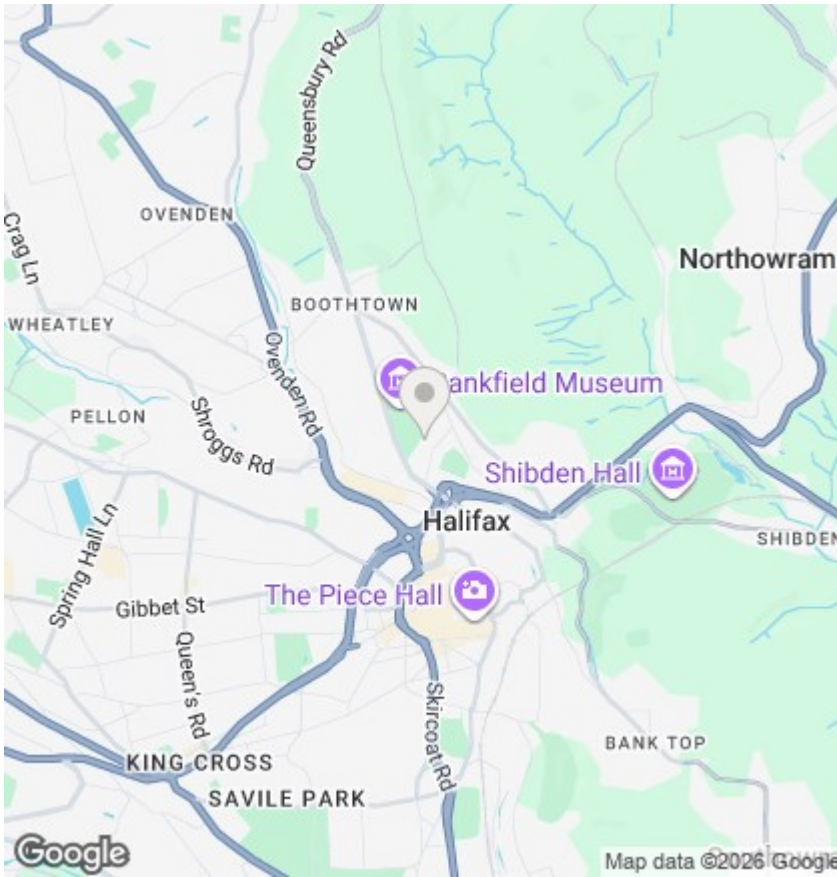 Queensbury Rd
OVENDEN
Crag Ln
Northowram
BOOTHTOWN
WHEATLEY
Ovenden Rd
ankfield Museum
PELLON
Shroggs Rd
Shibden Hall
Halifax
Spring Hall Ln
SHIBDEN
The Piece Hall
Gibbet St
Queen's Rd
Skircoat Rd
BANK TOP
KING CROSS
SAVILE PARK
Google
Map data ©2026 Google